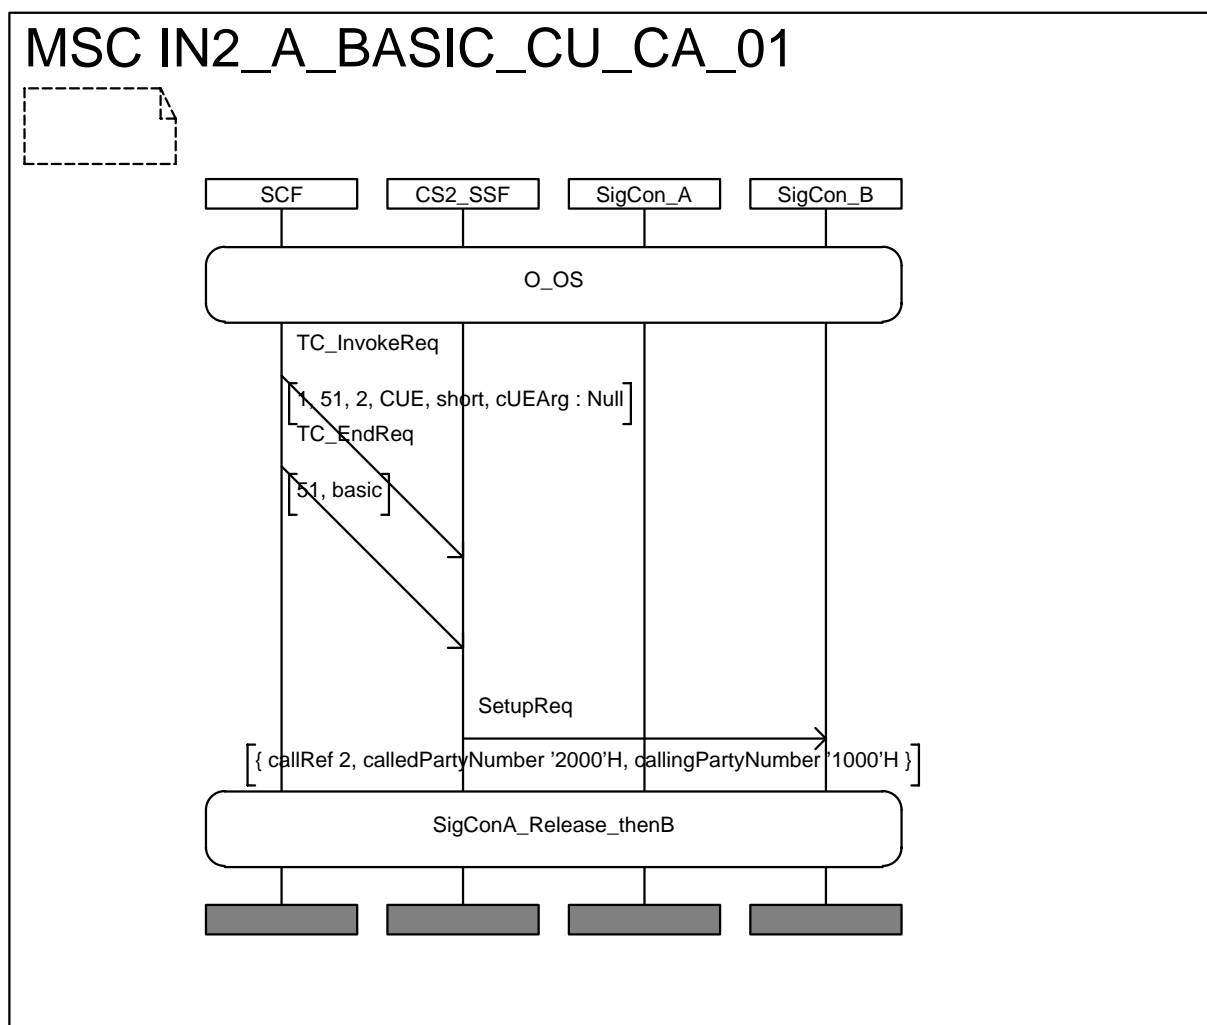 MSC IN2_A_BASIC_CU_CA_01
SCF CS2_SSF SigCon_A SigCon_B
O_OS
TC_InvokeReq
1, 51, 2, CUE, short, cUEArg : Null
TC_EndReq
51, basic
SetupReq
{ callRef 2, calledPartyNumber ’2000’H, callingPartyNumber ’1000’H }
SigConA_Release_thenB